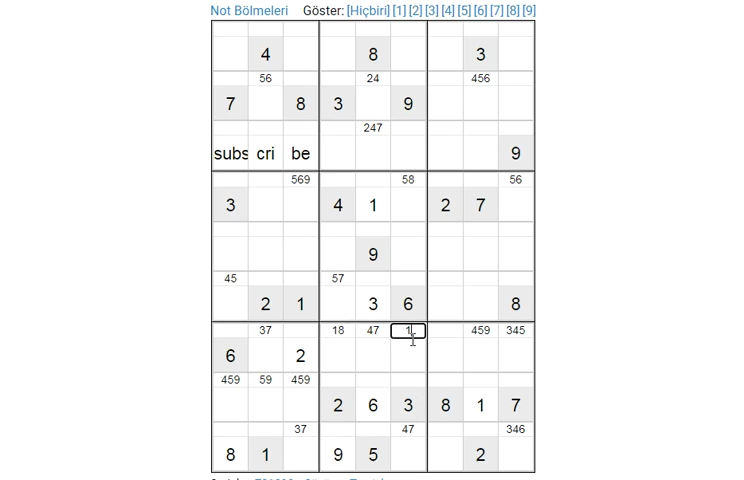 Not Bölmeleri Göster: [Hiçbiri] [1] [2] [3] [4] [5] [6] [7] [8] [9]
4 8 3
56 24 456
7 8 3 9
247
subs cri be 9
569 58 56
3 4 1 2 7
9
45 57
2 1 3 6 8
37 18 47 1 459 345
6 2
459 59 459
2 6 3 8 1 7
37 47 346
8 1 9 5 2